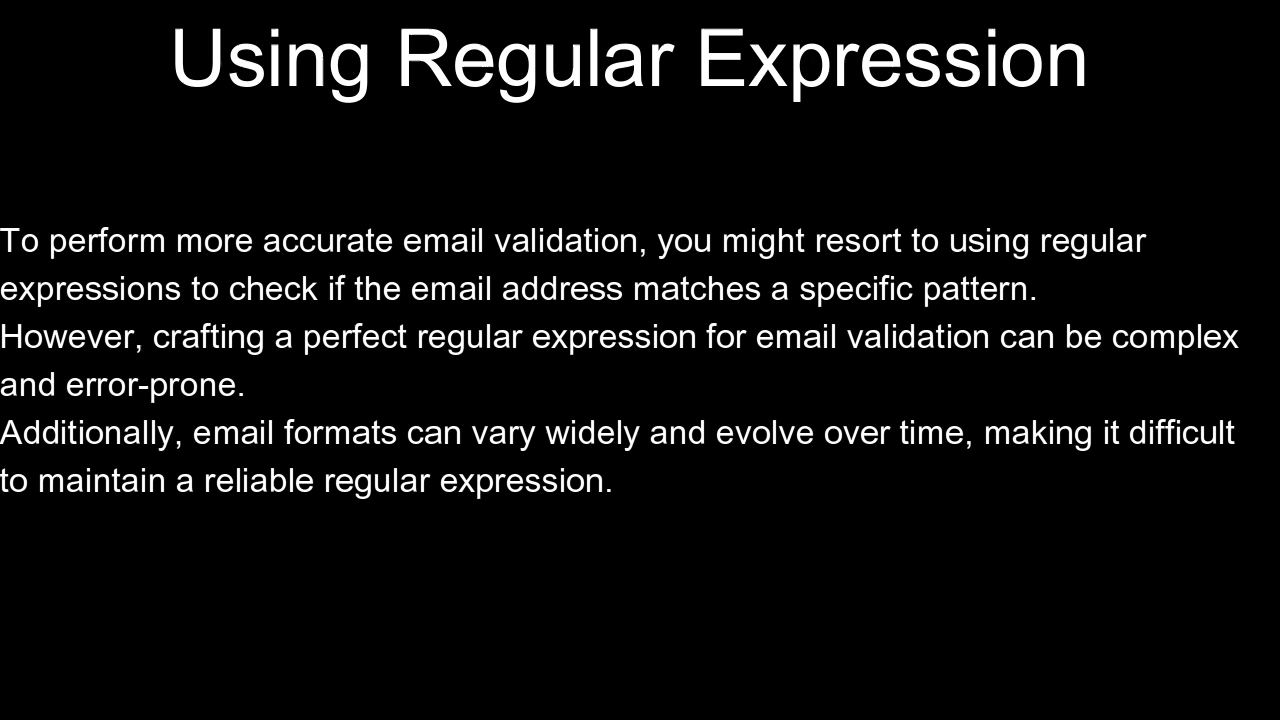 Using Regular Expression
To perform more accurate email validation, you might resort to using regular
expressions to check if the email address matches a specific pattern.
However, crafting a perfect regular expression for email validation can be complex
and error-prone.
Additionally, email formats can vary widely and evolve over time, making it difficult
to maintain a reliable regular expression.